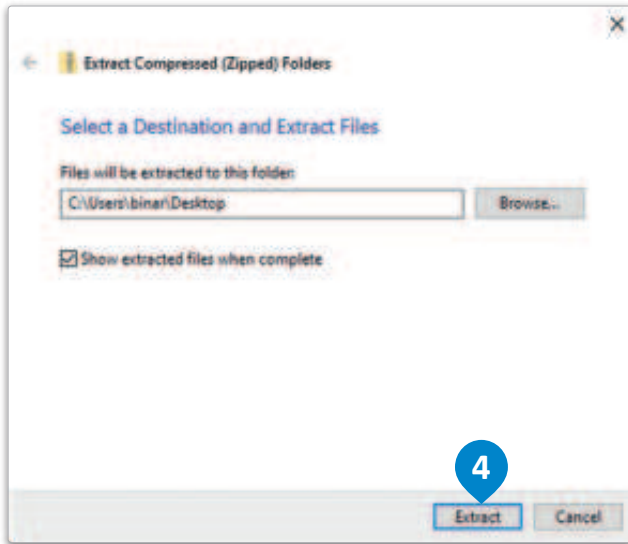 Extract Compressed (Zipped) Folders
Select a Destination and Extract Files
Files will be extracted to this folder:
C:\Users\binar\Desktop
Browse...
Show extracted files when complete
4
Extract
Cancel